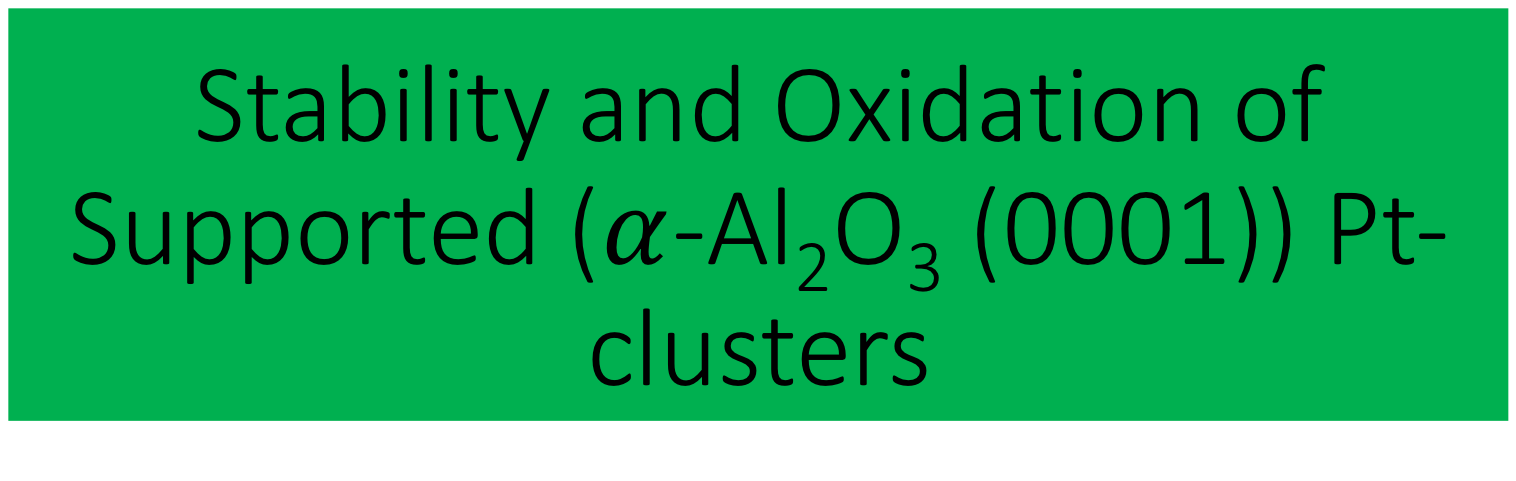 Stability and Oxidation of
Supported (𝜶-Al₂O₃ (0001)) Pt-
clusters